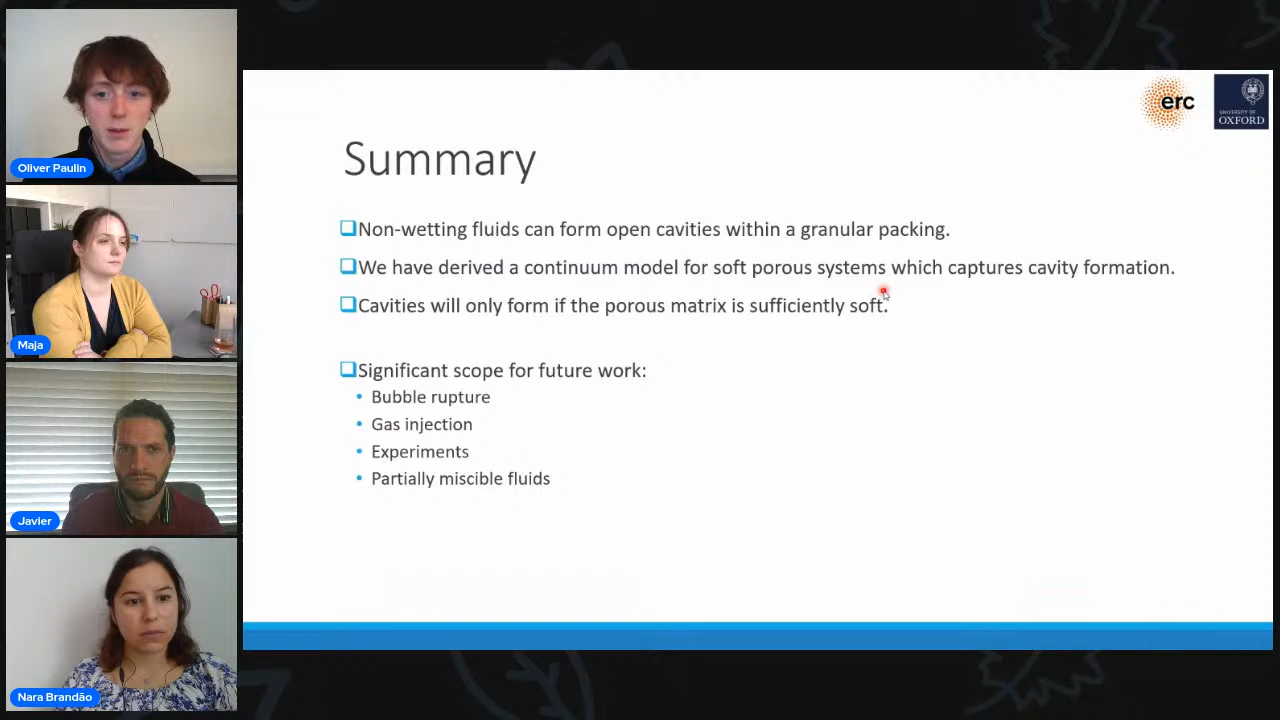 Oliver Paulin
Maja
Javier
Nara Brandão
erc
UNIVERSITY OF
OXFORD
Summary
Non-wetting fluids can form open cavities within a granular packing.
We have derived a continuum model for soft porous systems which captures cavity formation.
Cavities will only form if the porous matrix is sufficiently soft.
Significant scope for future work:
• Bubble rupture
• Gas injection
• Experiments
• Partially miscible fluids